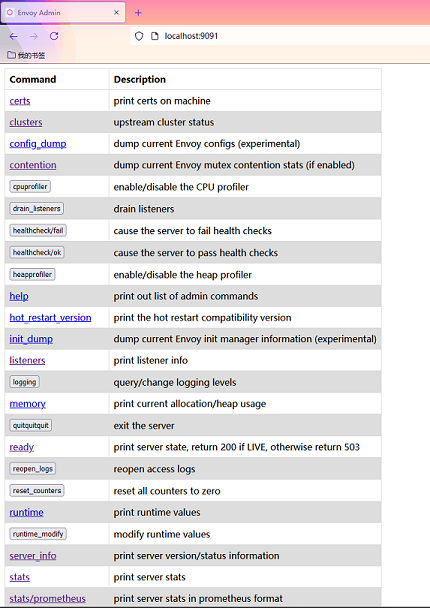 Envoy Admin
localhost:9091
我的书签
Command Description
certs print certs on machine
clusters upstream cluster status
config_dump dump current Envoy configs (experimental)
contention dump current Envoy mutex contention stats (if enabled)
cpuprofiler enable/disable the CPU profiler
drain_listeners drain listeners
healthcheck/fail cause the server to fail health checks
healthcheck/ok cause the server to pass health checks
heapprofiler enable/disable the heap profiler
help print out list of admin commands
hot_restart_version print the hot restart compatibility version
init_dump dump current Envoy init manager information (experimental)
listeners print listener info
logging query/change logging levels
memory print current allocation/heap usage
quitquitquit exit the server
ready print server state, return 200 if LIVE, otherwise return 503
reopen_logs reopen access logs
reset_counters reset all counters to zero
runtime print runtime values
runtime_modify modify runtime values
server_info print server version/status information
stats print server stats
stats/prometheus print server stats in prometheus format